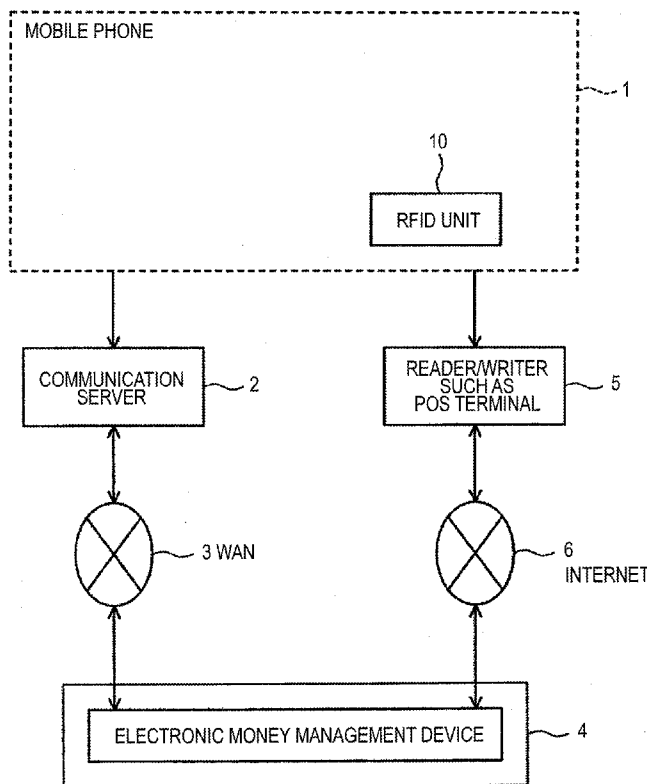 MOBILE PHONE
1
10
RFID UNIT
COMMUNICATION
SERVER
2
READER/WRITER
SUCH AS
POS TERMINAL
5
3 WAN
6
INTERNET
ELECTRONIC MONEY MANAGEMENT DEVICE
4